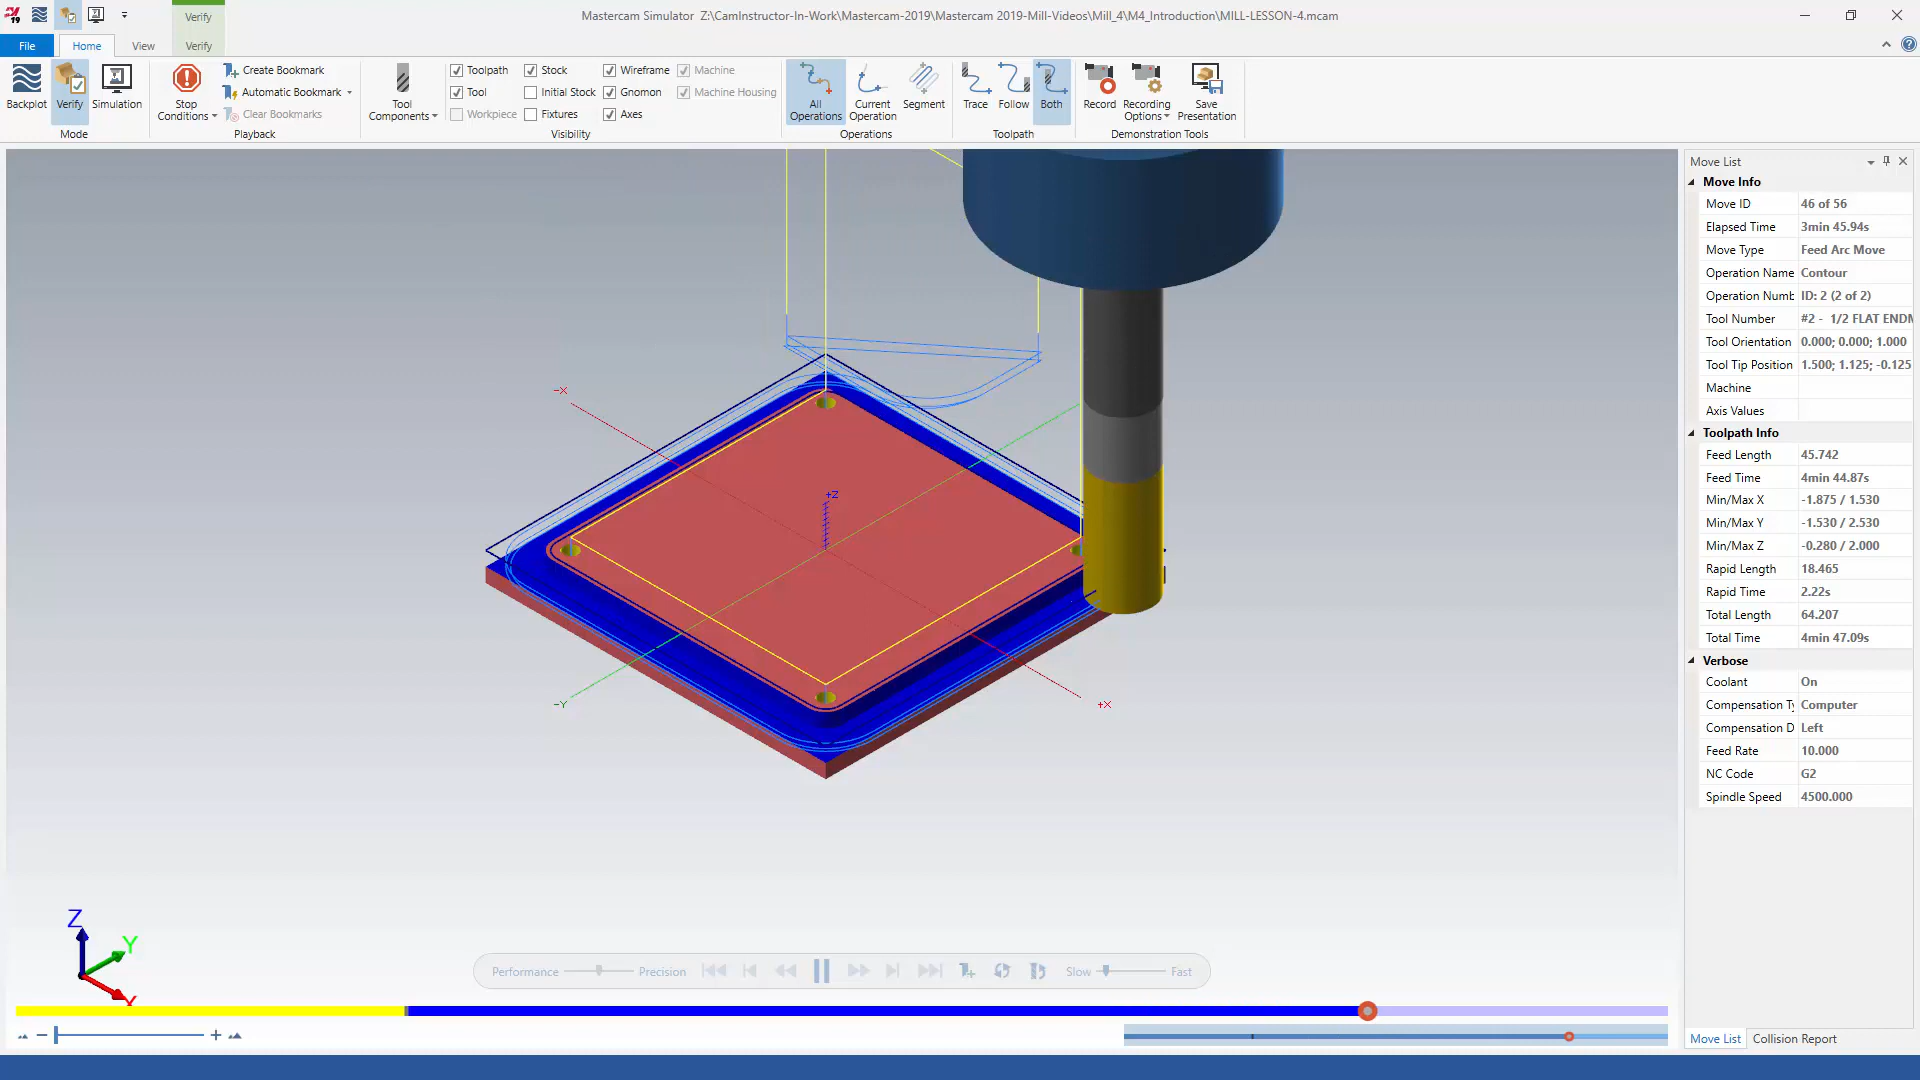 Verify
Mastercam Simulator Z:\CamInstructor-In-Work\Mastercam-2019\Mastercam 2019-Mill-Videos\Mill_4\M4_Introduction\MILL-LESSON-4.mcam
File Home View Verify
Backplot Verify Simulation
Mode
Stop Conditions
Create Bookmark
Automatic Bookmark
Clear Bookmarks
Playback
Tool Components
Toolpath Stock Wireframe Machine
Tool Initial Stock Gnomon Machine Housing
Workpiece Fixtures Axes
Visibility
All Operations Current Operation Segment
Operations
Trace Follow Both
Toolpath
Record Recording Options Save Presentation
Demonstration Tools
-X
+Z
-Y
+X
Z
Y
X
Performance Precision Slow Fast
Move List
Move Info
Move ID 46 of 56
Elapsed Time 3min 45.94s
Move Type Feed Arc Move
Operation Name Contour
Operation Numb ID: 2 (2 of 2)
Tool Number #2 - 1/2 FLAT ENDM
Tool Orientation 0.000; 0.000; 1.000
Tool Tip Position 1.500; 1.125; -0.125
Machine
Axis Values
Toolpath Info
Feed Length 45.742
Feed Time 4min 44.87s
Min/Max X -1.875 / 1.530
Min/Max Y -1.530 / 2.530
Min/Max Z -0.280 / 2.000
Rapid Length 18.465
Rapid Time 2.22s
Total Length 64.207
Total Time 4min 47.09s
Verbose
Coolant On
Compensation Ty Computer
Compensation D Left
Feed Rate 10.000
NC Code G2
Spindle Speed 4500.000
Move List Collision Report